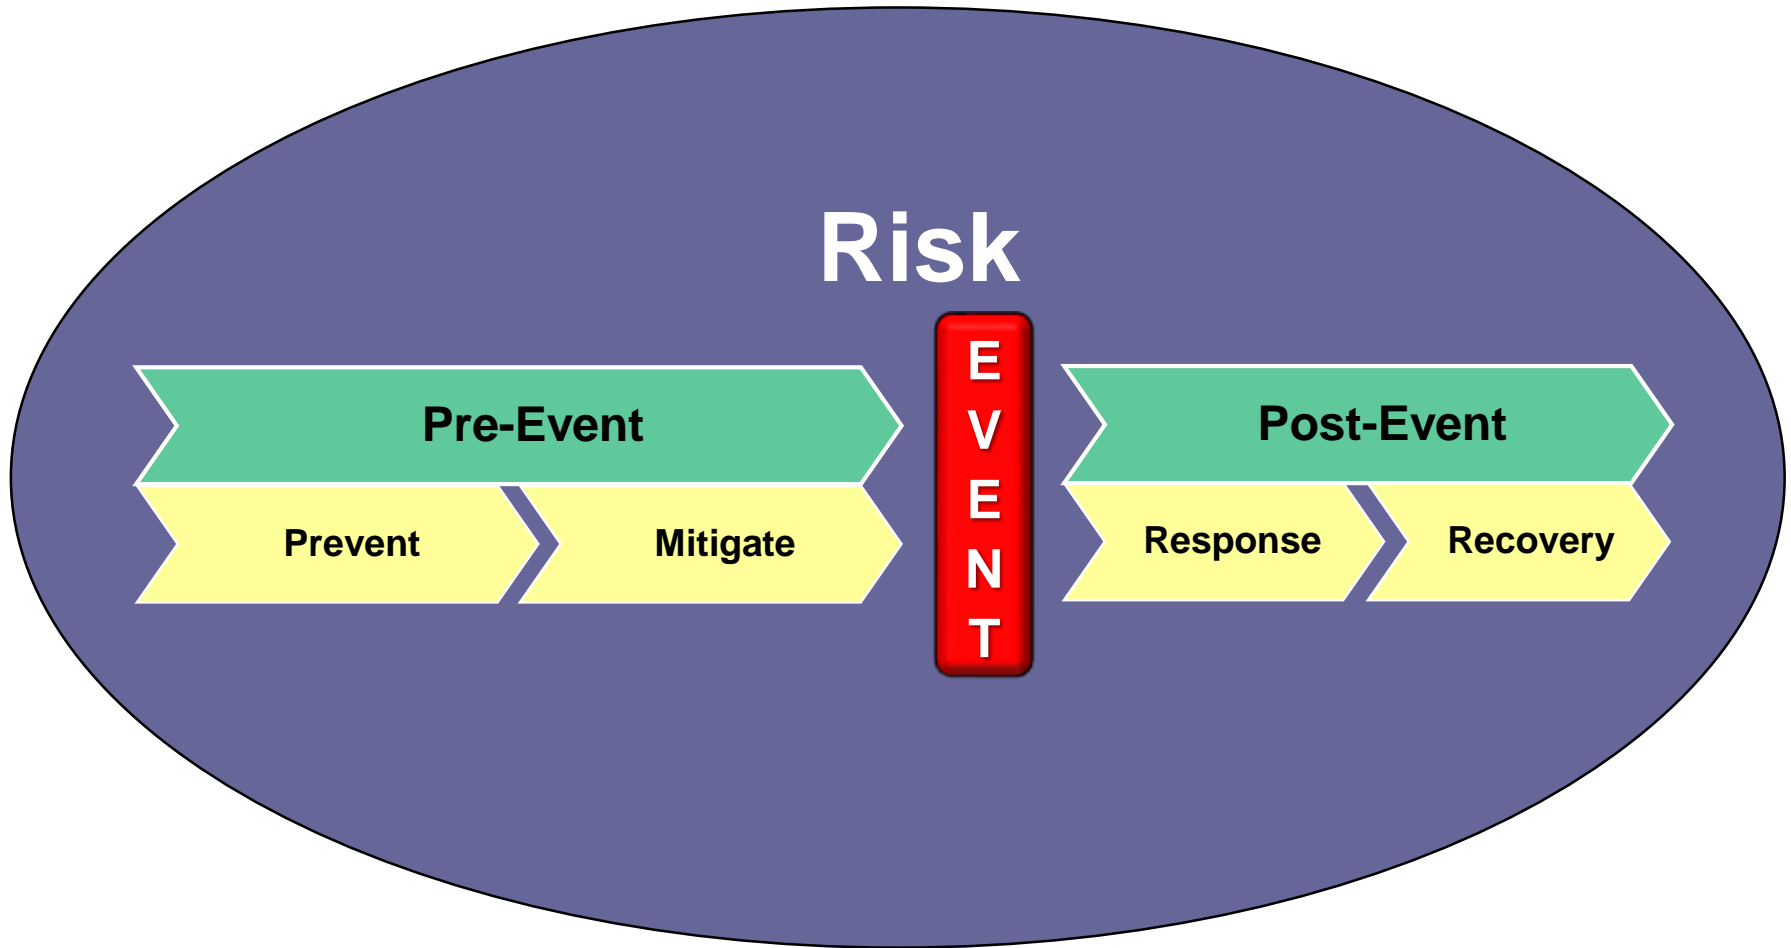 Risk
Pre-Event
Prevent
Mitigate
E
V
E
N
T
Post-Event
Response
Recovery